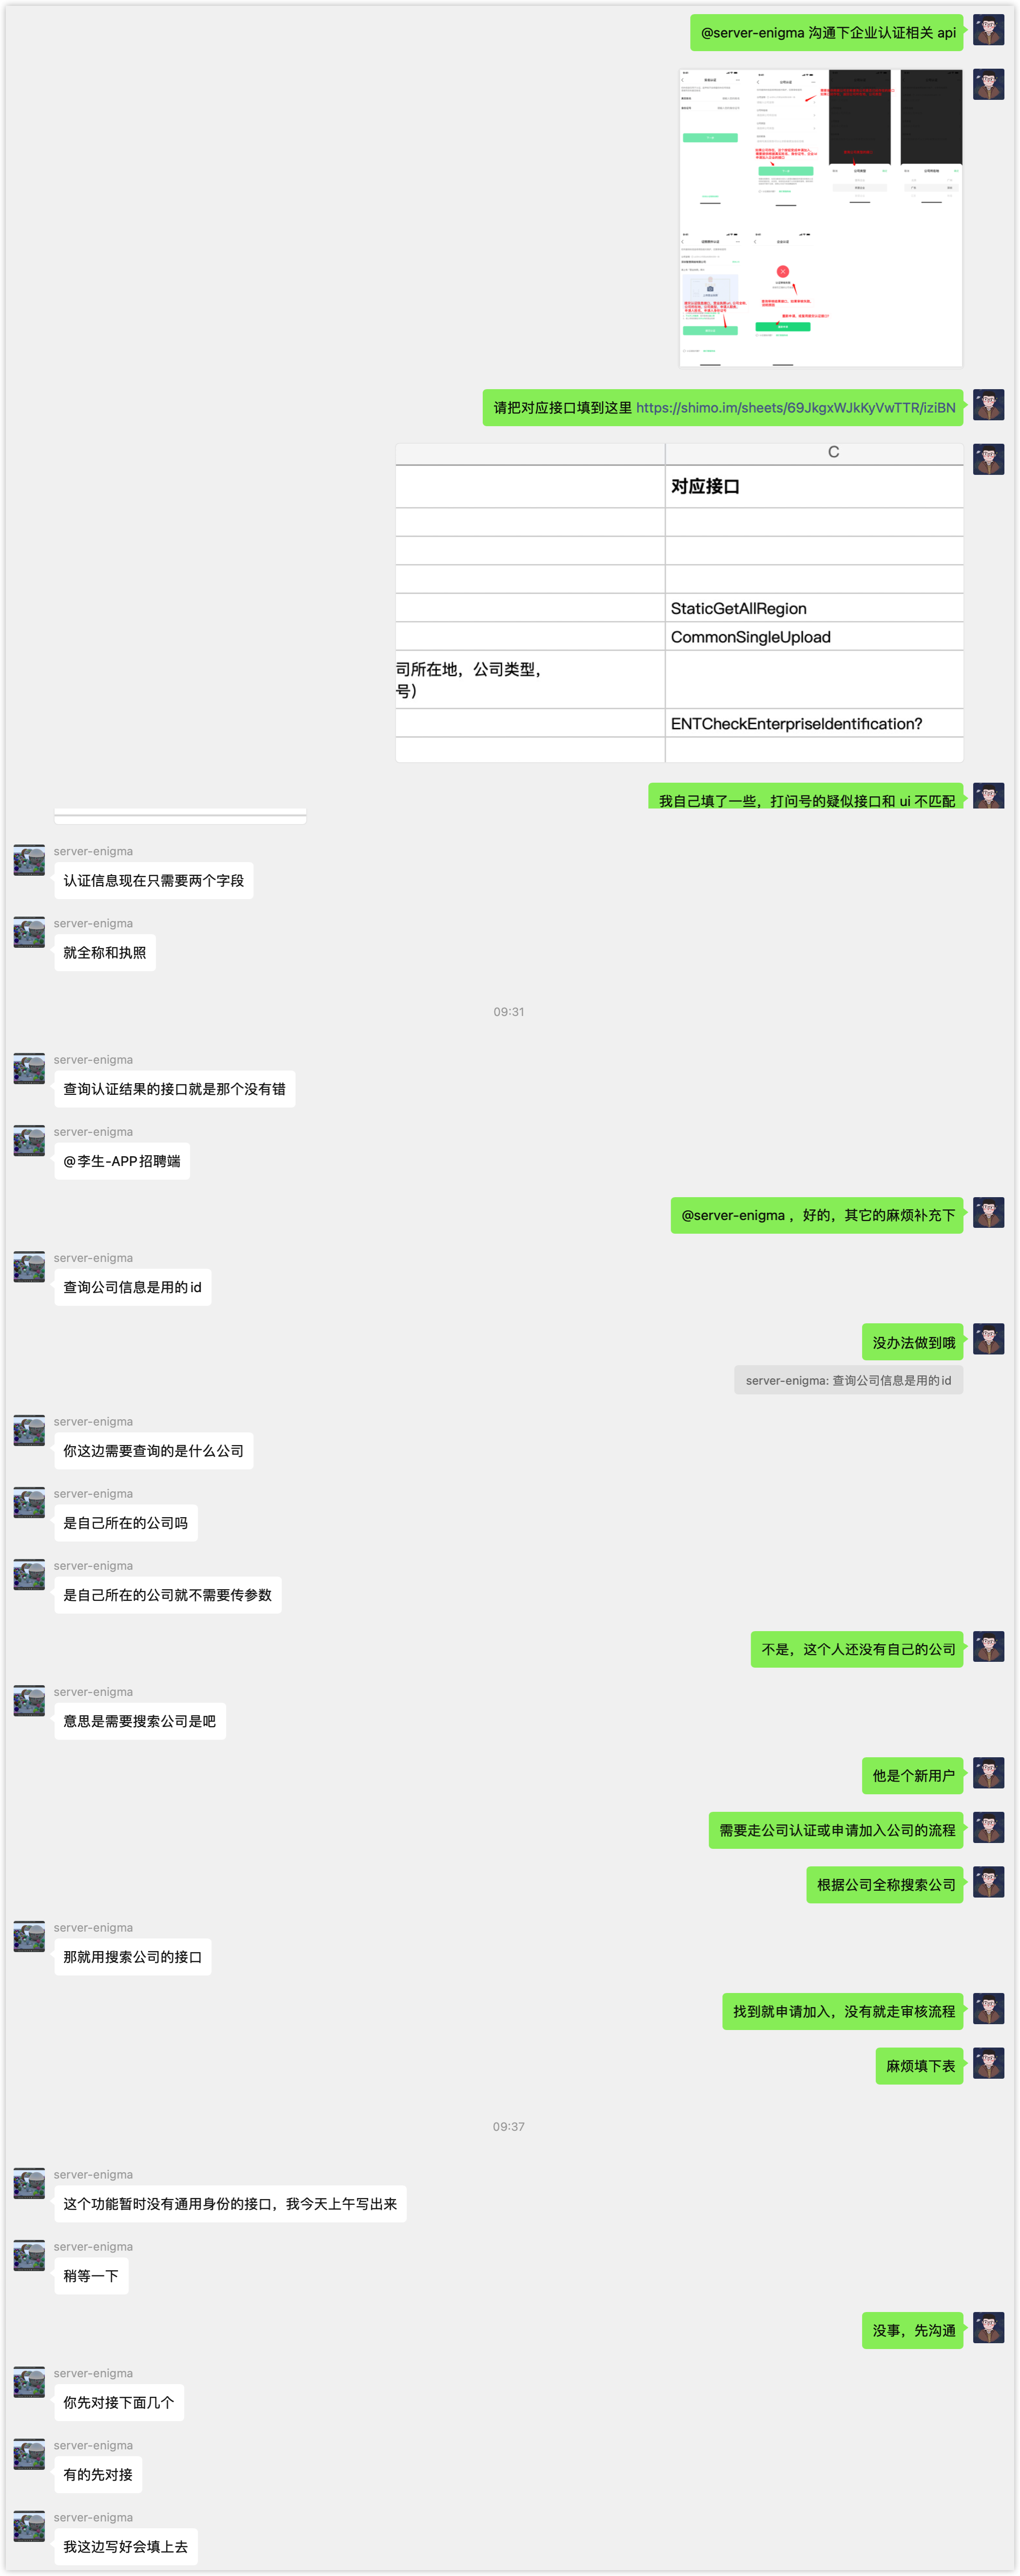 @server-enigma 沟通下企业认证相关 api
请把对应接口填到这里 https://shimo.im/sheets/69JkgxWJkKyVwTTR/iziBN
C
对应接口
StaticGetAllRegion
CommonSingleUpload
司所在地，公司类型，
号）
ENTCheckEnterpriseIdentification?
我自己填了一些，打问号的疑似接口和 ui 不匹配
server-enigma
认证信息现在只需要两个字段
server-enigma
就全称和执照
09:31
server-enigma
查询认证结果的接口就是那个没有错
server-enigma
@李生-APP招聘端
@server-enigma ，好的，其它的麻烦补充下
server-enigma
查询公司信息是用的id
没办法做到哦
server-enigma: 查询公司信息是用的id
server-enigma
你这边需要查询的是什么公司
server-enigma
是自己所在的公司吗
server-enigma
是自己所在的公司就不需要传参数
不是，这个人还没有自己的公司
server-enigma
意思是需要搜索公司是吧
他是个新用户
需要走公司认证或申请加入公司的流程
根据公司全称搜索公司
server-enigma
那就用搜索公司的接口
找到就申请加入，没有就走审核流程
麻烦填下表
09:37
server-enigma
这个功能暂时没有通用身份的接口，我今天上午写出来
server-enigma
稍等一下
没事，先沟通
server-enigma
你先对接下面几个
server-enigma
有的先对接
server-enigma
我这边写好会填上去